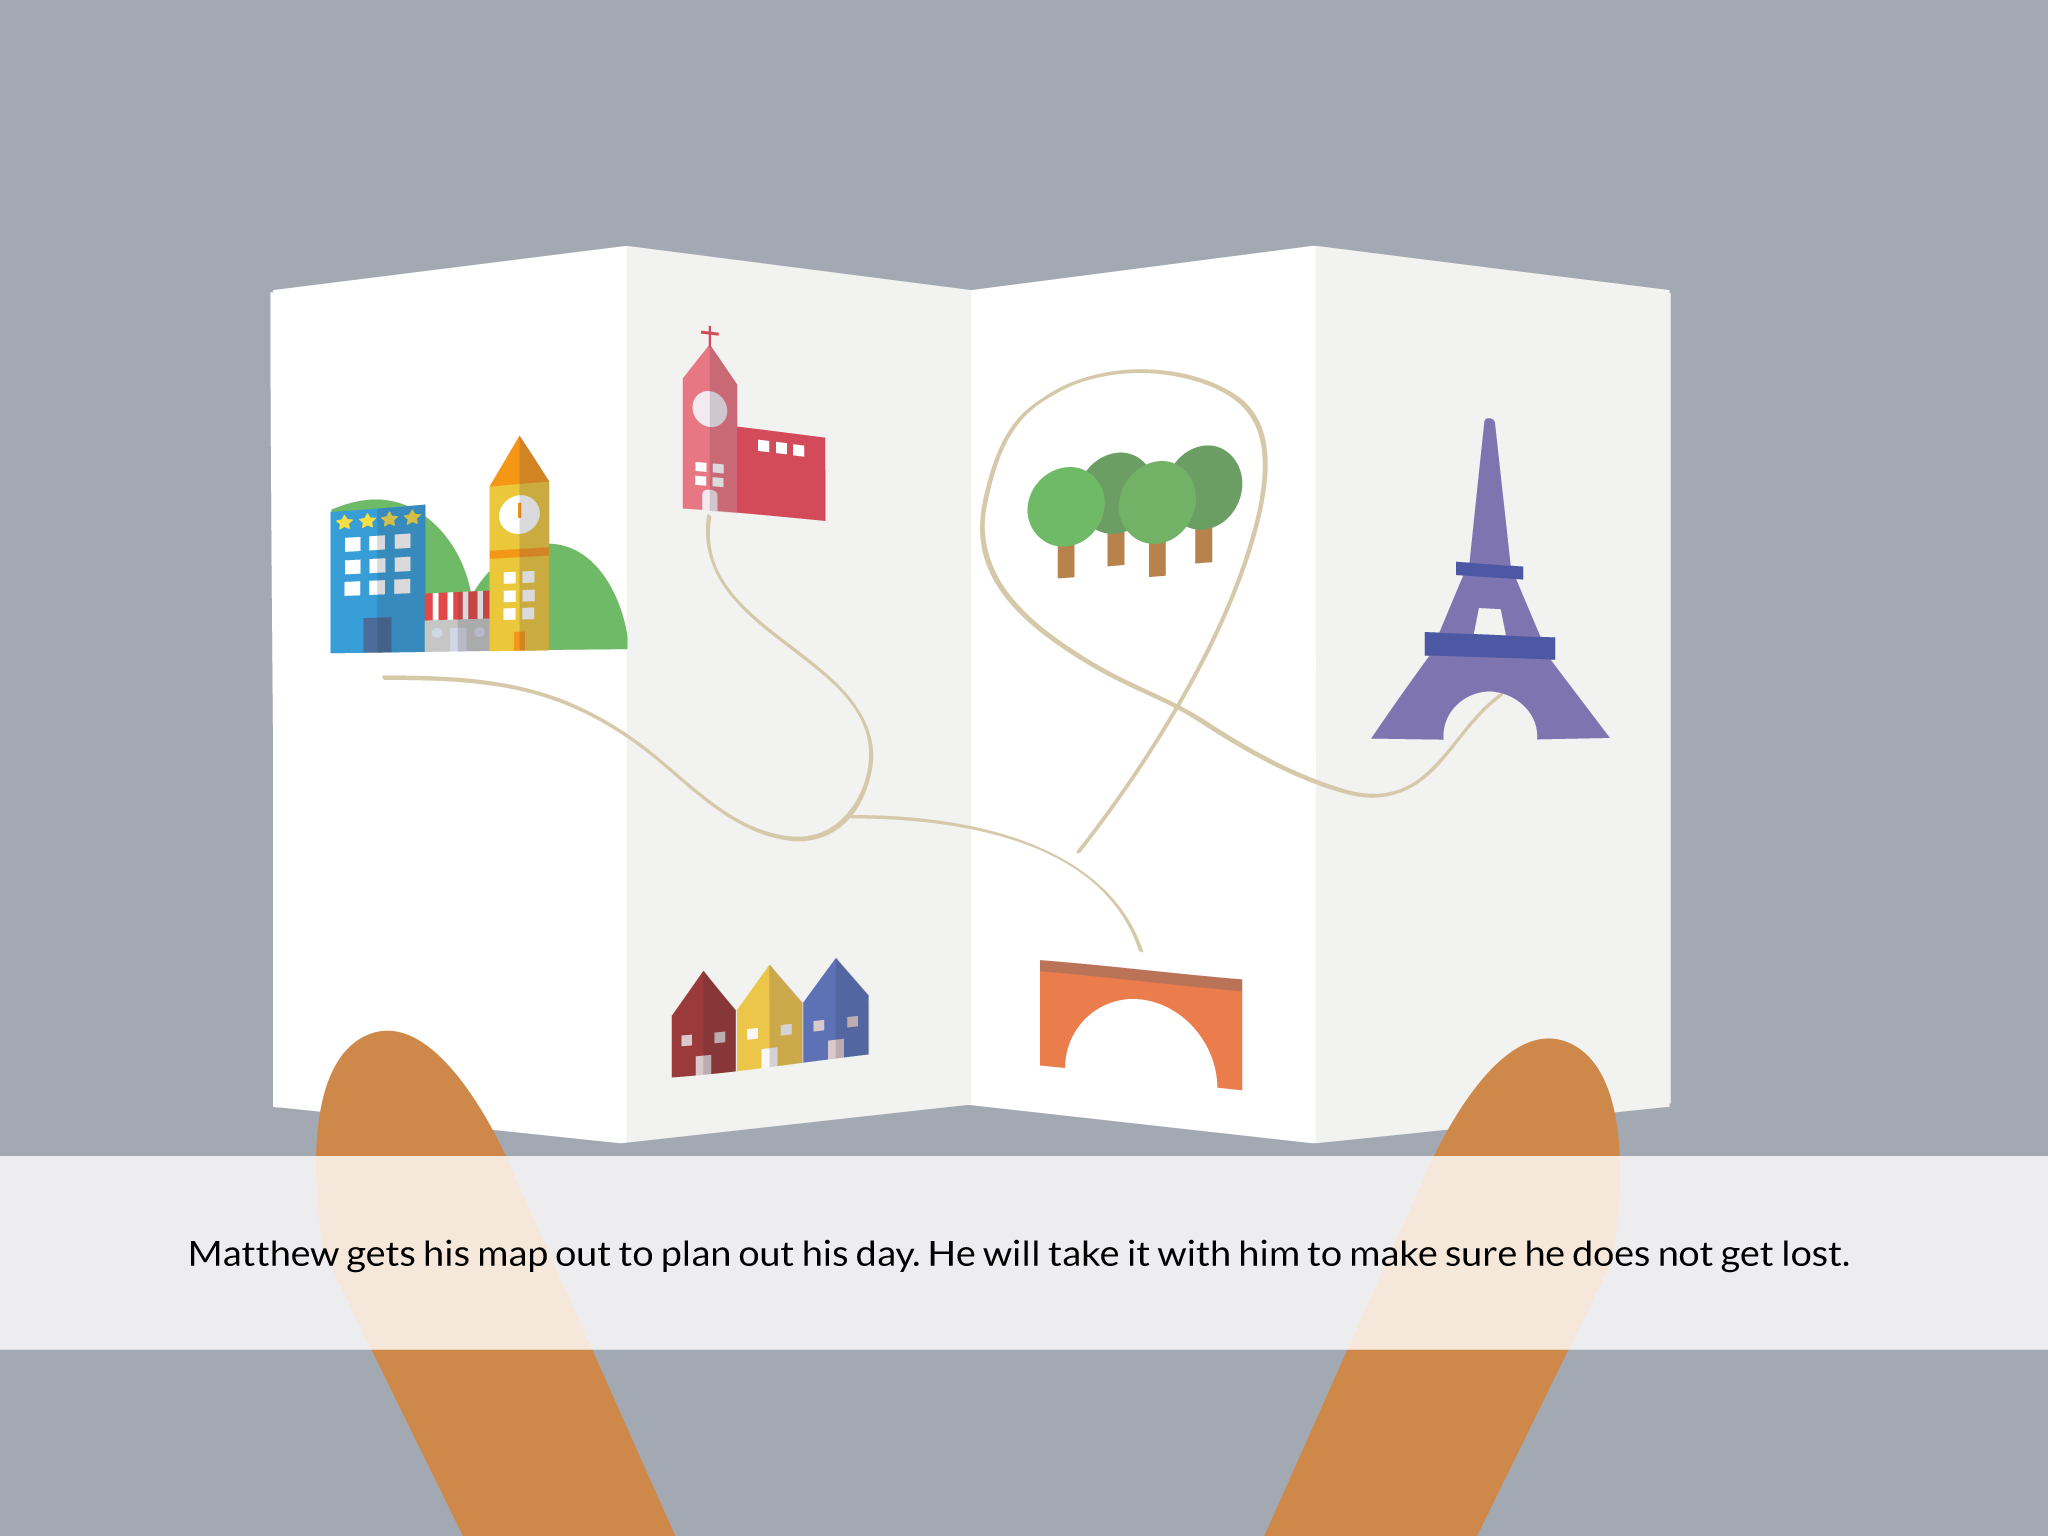 Matthew gets his map out to plan out his day. He will take it with him to make sure he does not get lost.